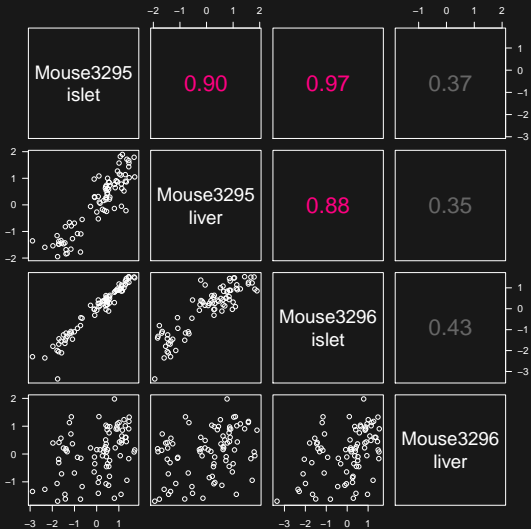 −2 −1 0 1 2
−1 0 1 2
Mouse3295
islet
0.90
0.97
0.37
1
0
−1
−2
−3
2
1
0
−1
−2
Mouse3295
liver
0.88
0.35
Mouse3296
islet
0.43
1
0
−1
−2
−3
2
1
0
−1
Mouse3296
liver
−3 −2 −1 0 1
−3 −2 −1 0 1